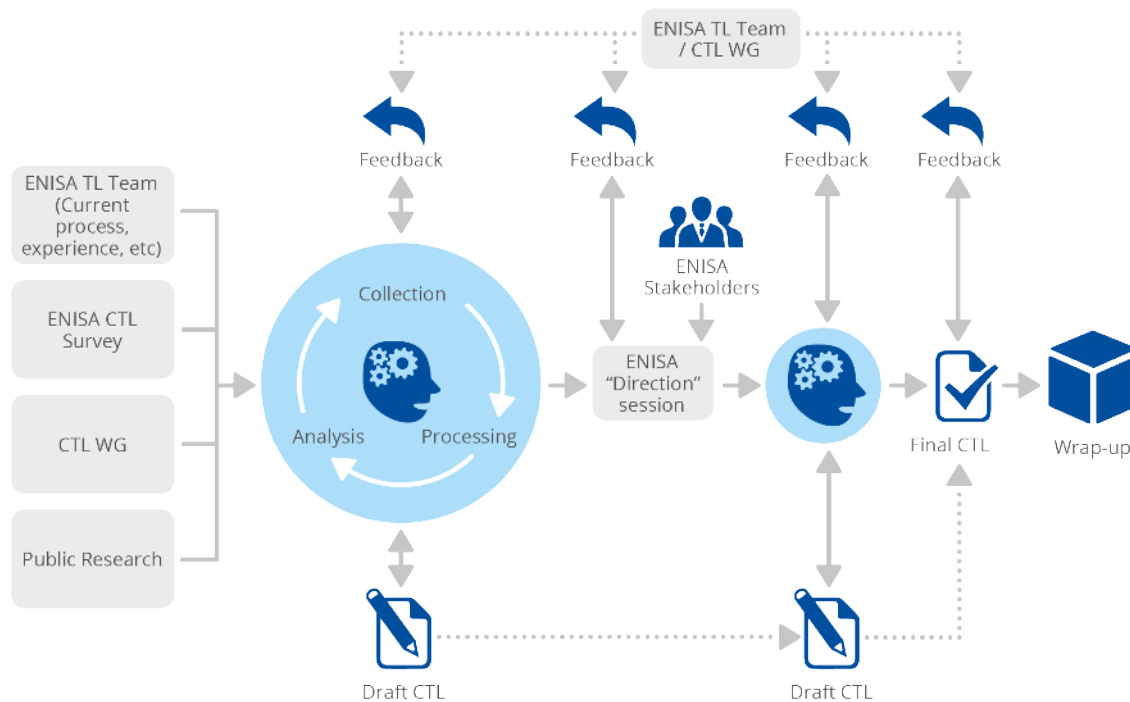 ENISA TL Team
/ CTL WG
Feedback
Feedback
Feedback
Feedback
ENISA TL Team
(Current
process,
experience, etc)
ENISA CTL
Survey
CTL WG
Public Research
Collection
Analysis
Processing
ENISA
Stakeholders
ENISA
“Direction”
session
Final CTL
Wrap-up
Draft CTL
Draft CTL